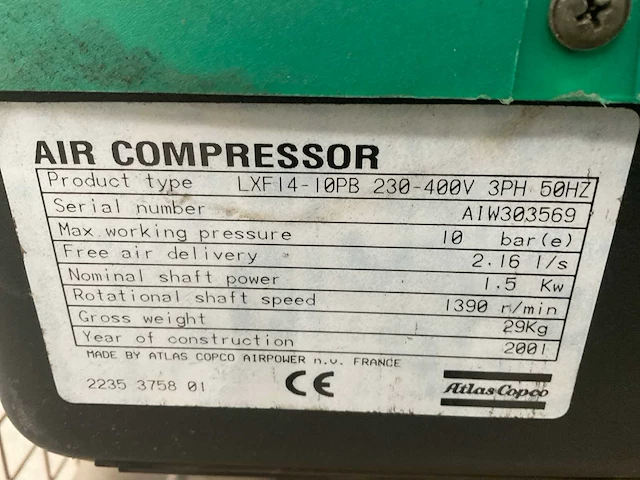 AIR COMPRESSOR
Product type LXF14-10PB 230-400V 3PH 50HZ
Serial number AIW303569
Max.working pressure 10 bar(e)
Free air delivery 2.16 l/s
Nominal shaft power 1.5 Kw
Rotational shaft speed 1390 r/min
Gross weight 29Kg
Year of construction 2001
MADE BY ATLAS COPCO AIRPOWER n.v. FRANCE
2235 3758 01 CE Atlas Copco